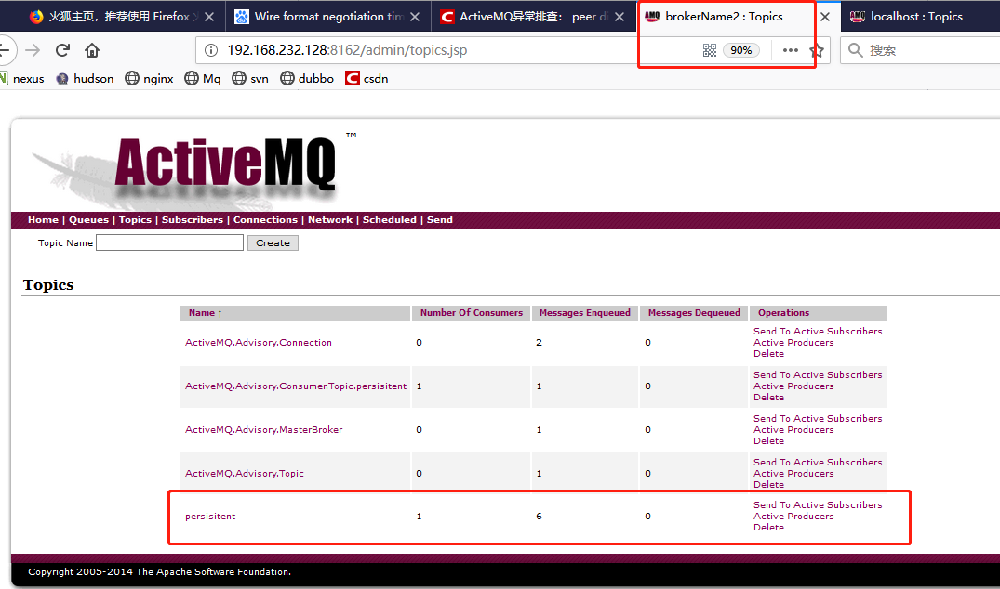 火狐主页，推荐使用 Firefox
Wire format negotiation tim
ActiveMQ异常排查： peer di
AMQ
brokerName2 : Topics
localhost : Topics
192.168.232.128:8162/admin/topics.jsp
90%
搜索
nexus
hudson
nginx
Mq
svn
dubbo
csdn
ActiveMQ ™
Home | Queues | Topics | Subscribers | Connections | Network | Scheduled | Send
Topic Name
Create
Topics
Name ↑ Number Of Consumers Messages Enqueued Messages Dequeued Operations
ActiveMQ.Advisory.Connection 0 2 0
Send To Active Subscribers
Active Producers
Delete
ActiveMQ.Advisory.Consumer.Topic.persisitent 1 1 0
Send To Active Subscribers
Active Producers
Delete
ActiveMQ.Advisory.MasterBroker 0 1 0
Send To Active Subscribers
Active Producers
Delete
ActiveMQ.Advisory.Topic 0 1 0
Send To Active Subscribers
Active Producers
Delete
persisitent 1 6 0
Send To Active Subscribers
Active Producers
Delete
Copyright 2005-2014 The Apache Software Foundation.